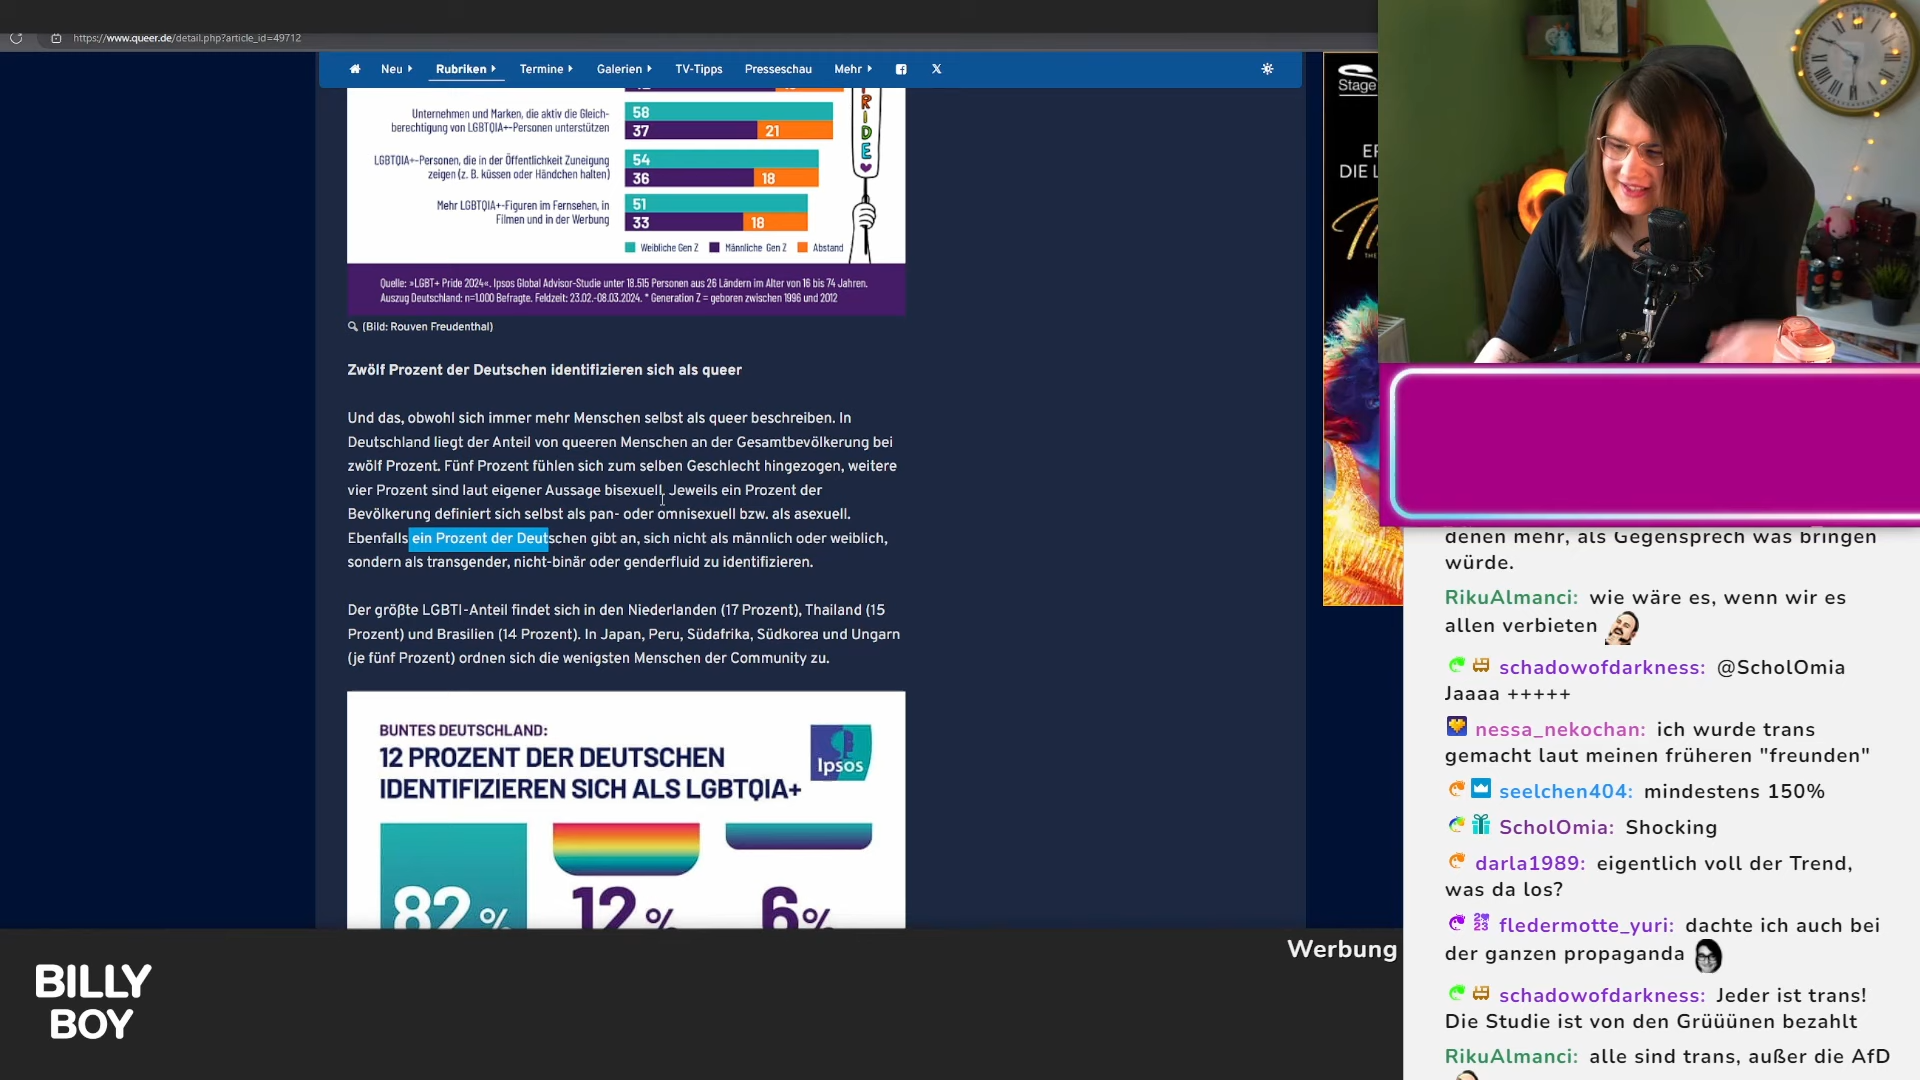 https://www.queer.de/detail.php?article_id=49712
Neu
Rubriken
Termine
Galerien
TV-Tipps
Presseschau
Mehr
Unternehmen und Marken, die aktiv die Gleich-
berechtigung von LGBTQIA+-Personen unterstützen
58
37
21
LGBTQIA+-Personen, die in der Öffentlichkeit Zuneigung
zeigen (z. B. küssen oder Händchen halten)
54
36
18
Mehr LGBTQIA+-Figuren im Fernsehen, in
Filmen und in der Werbung
51
33
18
Weibliche Gen Z
Männliche Gen Z
Abstand
RIDE
Quelle: »LGBT+ Pride 2024«. Ipsos Global Advisor-Studie unter 18.515 Personen aus 26 Ländern im Alter von 16 bis 74 Jahren.
Auszug Deutschland: n=1.000 Befragte. Feldzeit: 23.02.-08.03.2024. * Generation Z = geboren zwischen 1996 und 2012
(Bild: Rouven Freudenthal)
Zwölf Prozent der Deutschen identifizieren sich als queer
Und das, obwohl sich immer mehr Menschen selbst als queer beschreiben. In
Deutschland liegt der Anteil von queeren Menschen an der Gesamtbevölkerung bei
zwölf Prozent. Fünf Prozent fühlen sich zum selben Geschlecht hingezogen, weitere
vier Prozent sind laut eigener Aussage bisexuell. Jeweils ein Prozent der
Bevölkerung definiert sich selbst als pan- oder omnisexuell bzw. als asexuell.
Ebenfalls ein Prozent der Deutschen gibt an, sich nicht als männlich oder weiblich,
sondern als transgender, nicht-binär oder genderfluid zu identifizieren.
Der größte LGBTI-Anteil findet sich in den Niederlanden (17 Prozent), Thailand (15
Prozent) und Brasilien (14 Prozent). In Japan, Peru, Südafrika, Südkorea und Ungarn
(je fünf Prozent) ordnen sich die wenigsten Menschen der Community zu.
BUNTES DEUTSCHLAND:
12 PROZENT DER DEUTSCHEN
IDENTIFIZIEREN SICH ALS LGBTQIA+
Ipsos
82 %
12 %
6%
Stage
DIE L
Werbung
BILLY
BOY
denen mehr, als Gegensprech was bringen
würde.
RikuAlmanci: wie wäre es, wenn wir es
allen verbieten
schadowofdarkness: @ScholOmia
Jaaaa +++++
nessa_nekochan: ich wurde trans
gemacht laut meinen früheren "freunden"
seelchen404: mindestens 150%
ScholOmia: Shocking
darla1989: eigentlich voll der Trend,
was da los?
fledermotte_yuri: dachte ich auch bei
der ganzen propaganda
schadowofdarkness: Jeder ist trans!
Die Studie ist von den Grüüünen bezahlt
RikuAlmanci: alle sind trans, außer die AfD